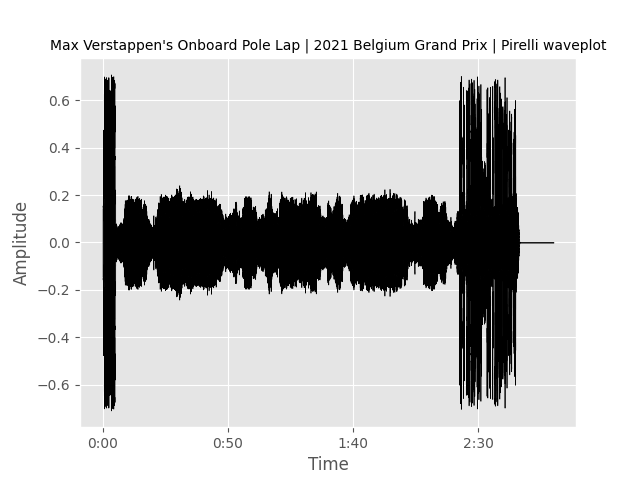 Max Verstappen's Onboard Pole Lap | 2021 Belgium Grand Prix | Pirelli waveplot
0.6
0.4
0.2
0.0
−0.2
−0.4
−0.6
Amplitude
0:00 0:50 1:40 2:30
Time